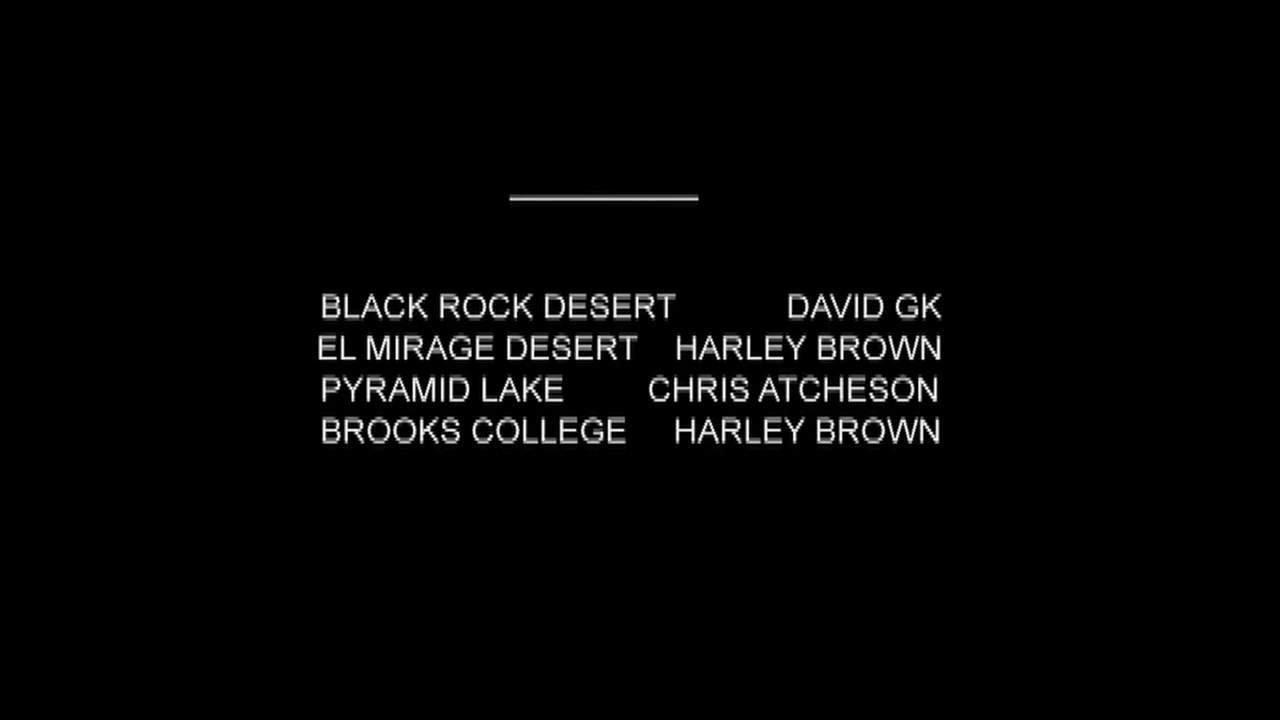 BLACK ROCK DESERT DAVID GK
EL MIRAGE DESERT HARLEY BROWN
PYRAMID LAKE CHRIS ATCHESON
BROOKS COLLEGE HARLEY BROWN